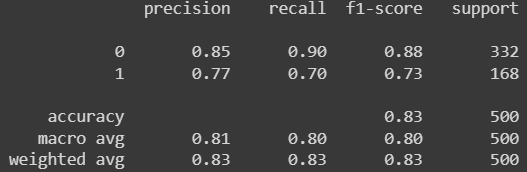 precision recall f1-score support
0 0.85 0.90 0.88 332
1 0.77 0.70 0.73 168
accuracy 0.83 500
macro avg 0.81 0.80 0.80 500
weighted avg 0.83 0.83 0.83 500